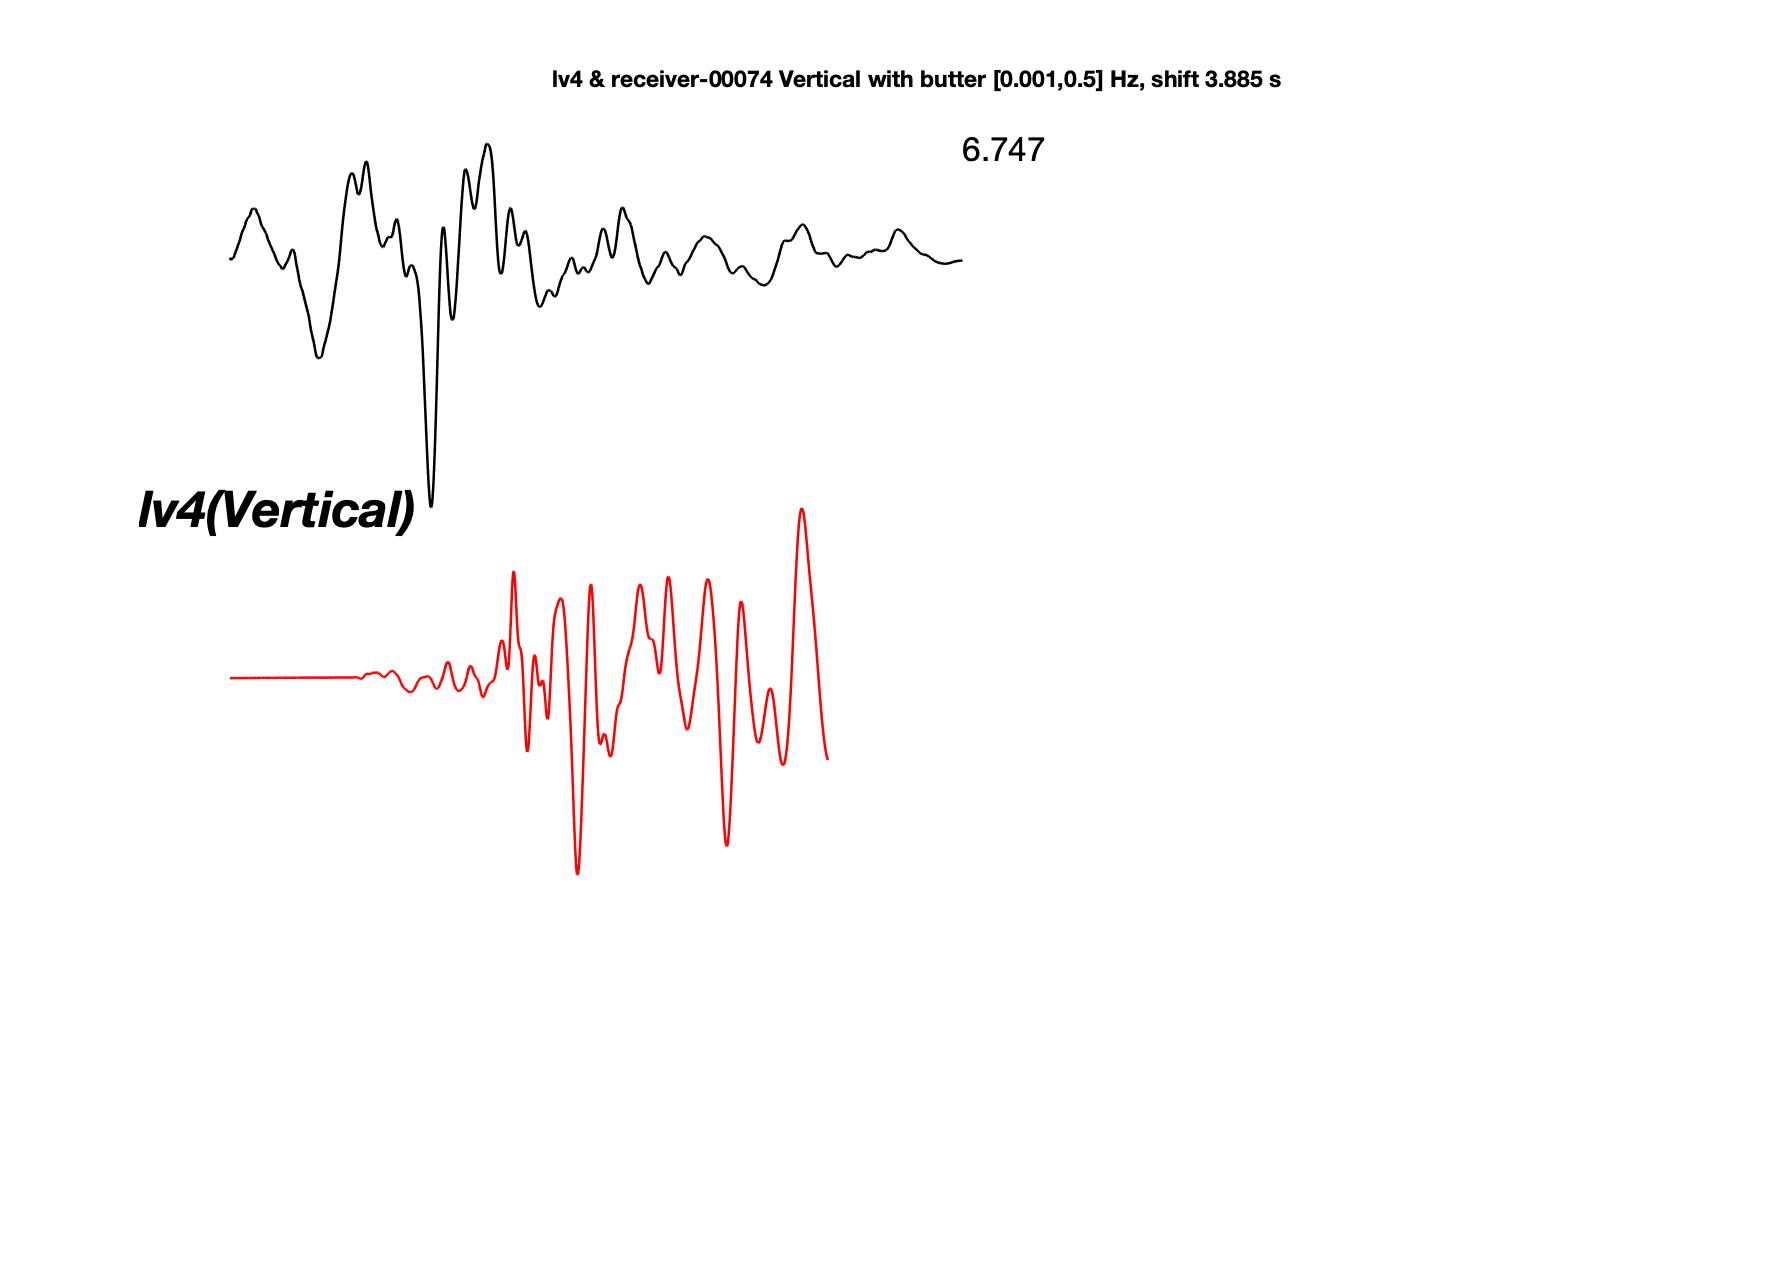 lv4 & receiver-00074 Vertical with butter [0.001,0.5] Hz, shift 3.885 s
6.747
lv4(Vertical)